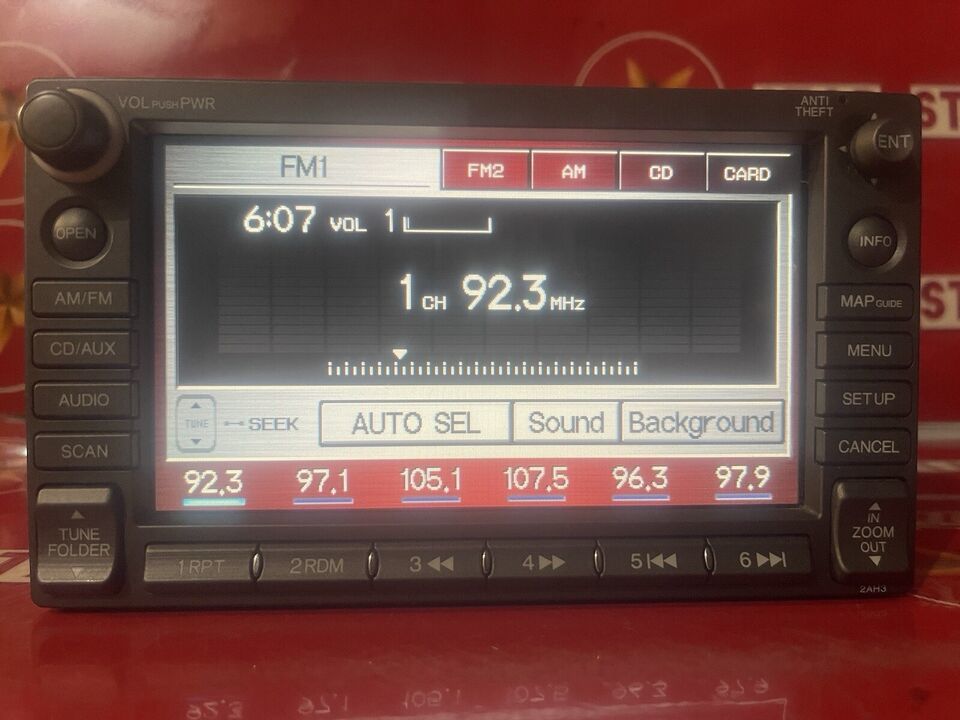 VOL PUSH PWR
ANTI
THEFT
ENT
FM1 FM2 AM CD CARD
OPEN
6:07 VOL 1
INFO
AM/FM
1 CH 92.3 MHz
MAP GUIDE
CD/AUX
MENU
AUDIO
SETUP
TUNE SEEK AUTO SEL Sound Background
SCAN
CANCEL
92.3 97.1 105.1 107.5 96.3 97.9
TUNE
FOLDER
IN
ZOOM
OUT
1 RPT 2 RDM 3 4 5 6
2AH3
ST
ST